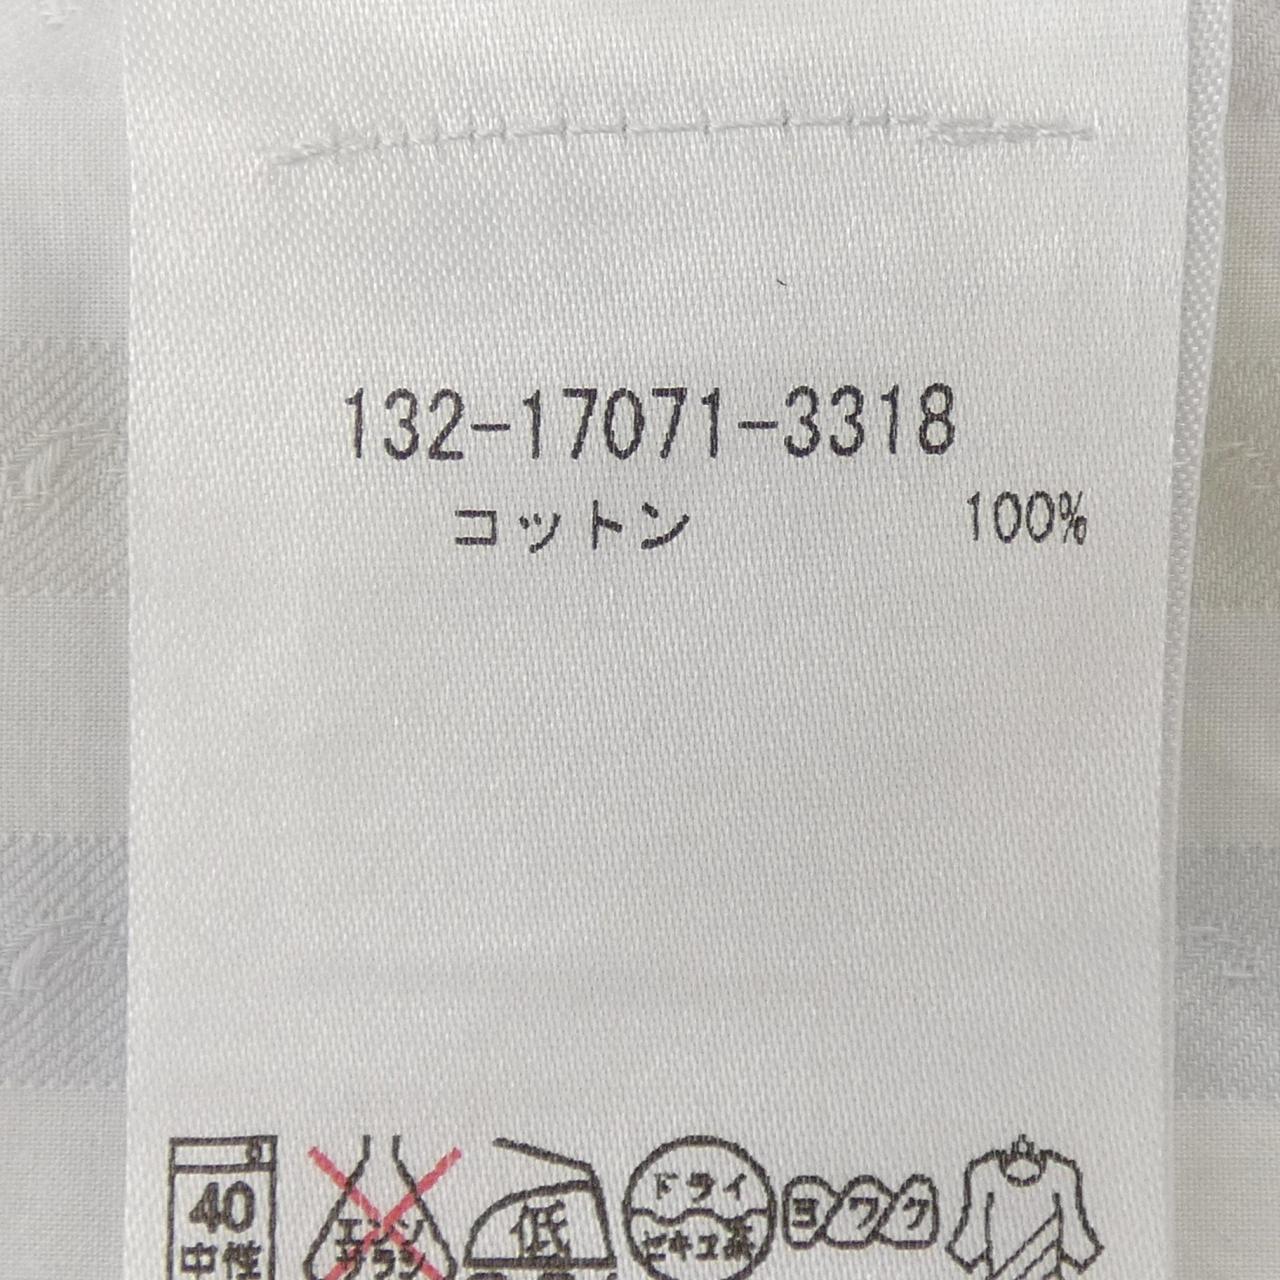 132-17071-3318
コットン 100%
40 エンソ 低 ドライ ヨワク
中性 サラシ セキユ系